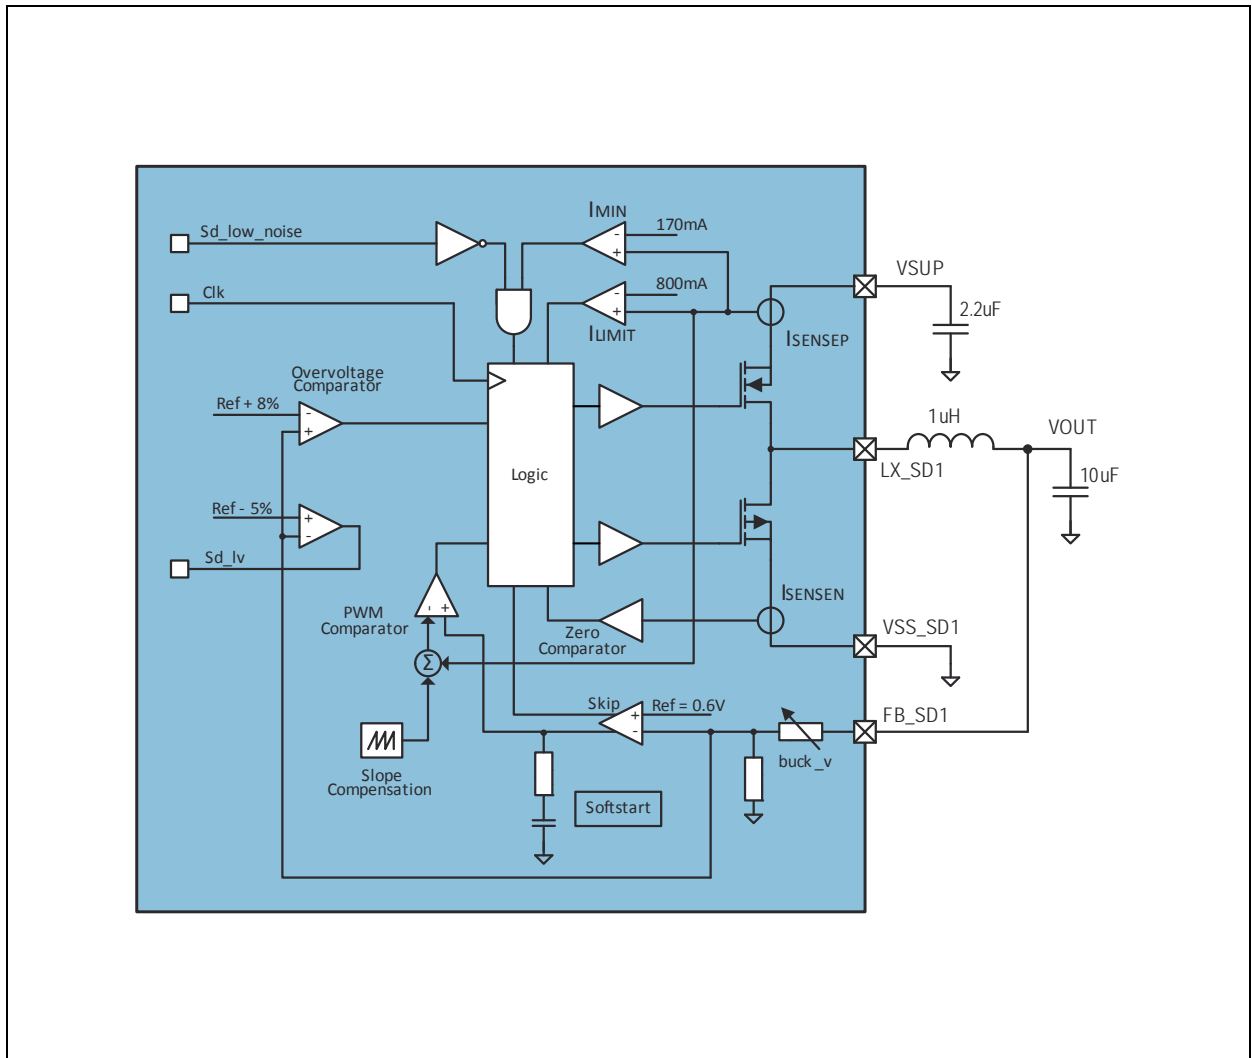 IMIN
170mA
Sd_low_noise
VSUP
Clk
800mA
2.2uF
ILIMIT
ISENSEP
Overvoltage
Comparator
Ref + 8%
1uH
VOUT
Logic
LX_SD1
10uF
Ref - 5%
Sd_lv
ISENSEN
PWM
Comparator
Zero
Comparator
VSS_SD1
Σ
Skip
Ref = 0.6V
FB_SD1
buck_v
Slope
Compensation
Softstart